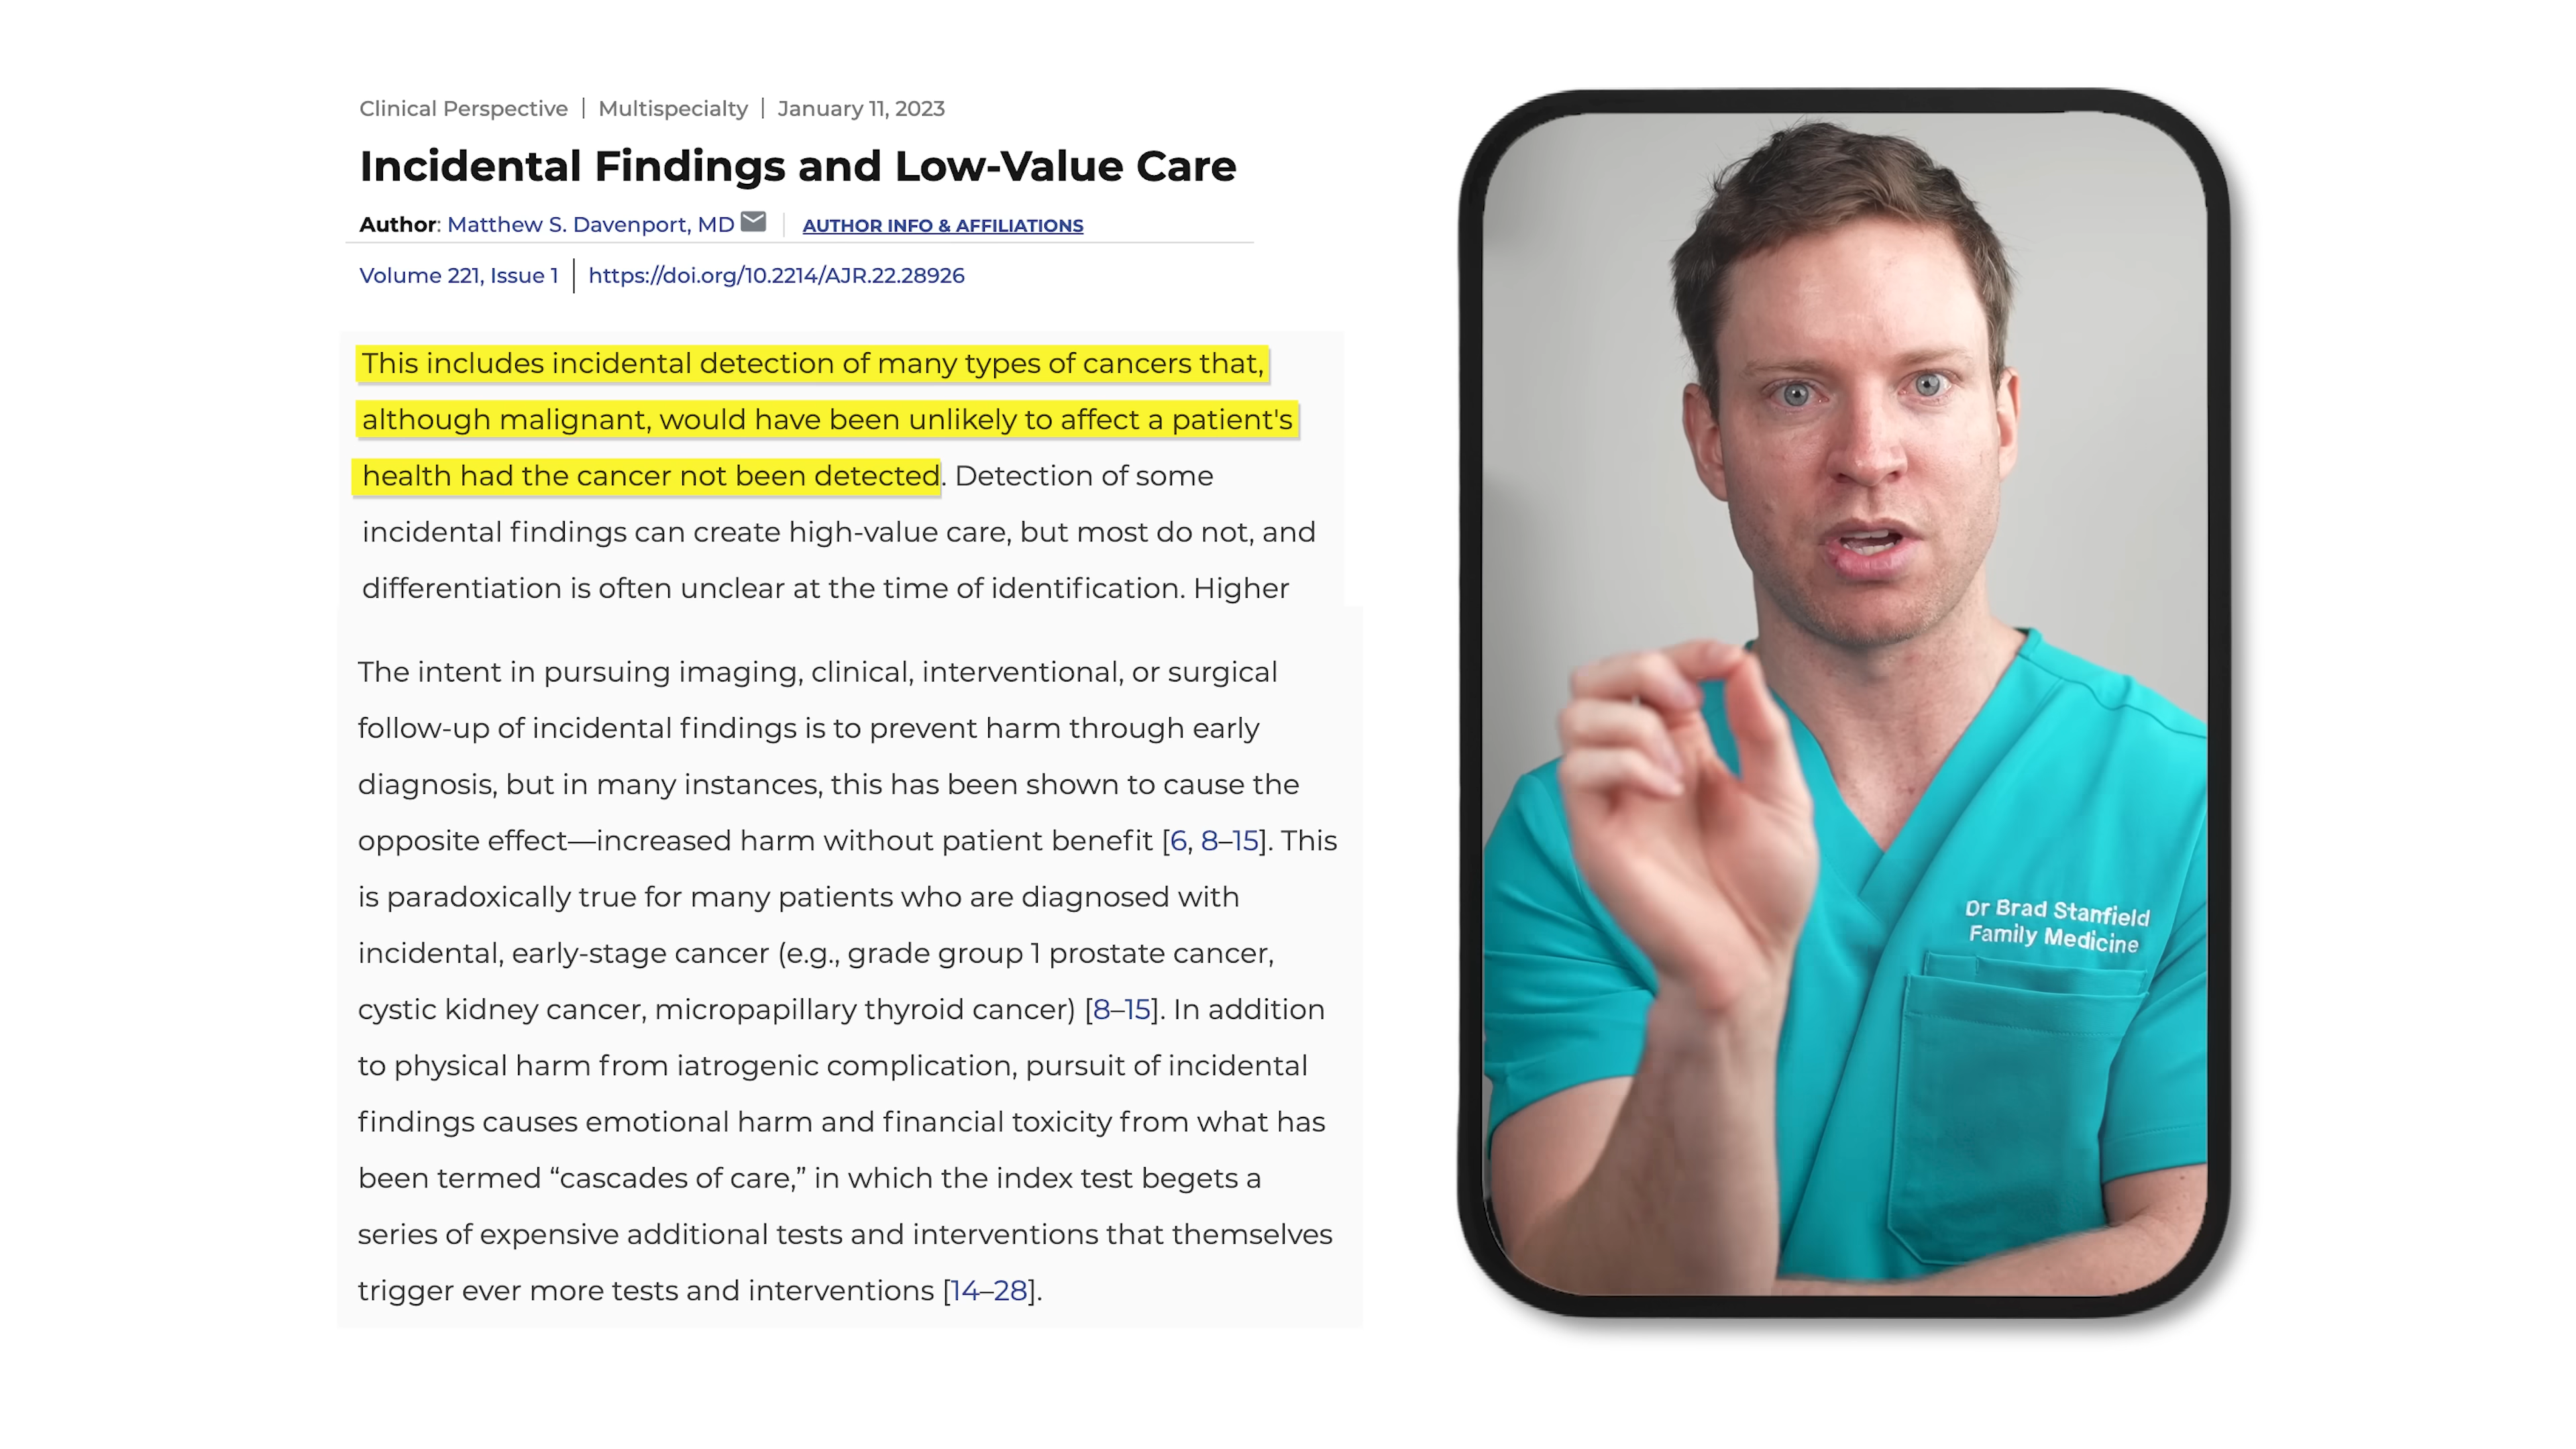 Clinical Perspective | Multispecialty | January 11, 2023
Incidental Findings and Low-Value Care
Author: Matthew S. Davenport, MD AUTHOR INFO & AFFILIATIONS
Volume 221, Issue 1 | https://doi.org/10.2214/AJR.22.28926
This includes incidental detection of many types of cancers that,
although malignant, would have been unlikely to affect a patient's
health had the cancer not been detected. Detection of some
incidental findings can create high-value care, but most do not, and
differentiation is often unclear at the time of identification. Higher
The intent in pursuing imaging, clinical, interventional, or surgical
follow-up of incidental findings is to prevent harm through early
diagnosis, but in many instances, this has been shown to cause the
opposite effect—increased harm without patient benefit [6, 8–15]. This
is paradoxically true for many patients who are diagnosed with
incidental, early-stage cancer (e.g., grade group 1 prostate cancer,
cystic kidney cancer, micropapillary thyroid cancer) [8–15]. In addition
to physical harm from iatrogenic complication, pursuit of incidental
findings causes emotional harm and financial toxicity from what has
been termed “cascades of care,” in which the index test begets a
series of expensive additional tests and interventions that themselves
trigger ever more tests and interventions [14–28].
Dr Brad Stanfield
Family Medicine